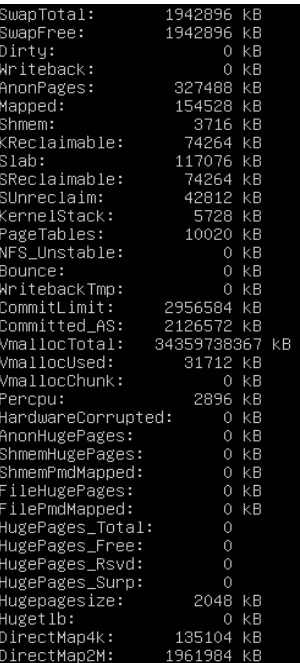 SwapTotal: 1942896 kB
SwapFree: 1942896 kB
Dirty: 0 kB
Writeback: 0 kB
AnonPages: 327488 kB
Mapped: 154528 kB
Shmem: 3716 kB
KReclaimable: 74264 kB
Slab: 117076 kB
SReclaimable: 74264 kB
SUnreclaim: 42812 kB
KernelStack: 5728 kB
PageTables: 10020 kB
NFS_Unstable: 0 kB
Bounce: 0 kB
WritebackTmp: 0 kB
CommitLimit: 2956584 kB
Committed_AS: 2126572 kB
VmallocTotal: 34359738367 kB
VmallocUsed: 31712 kB
VmallocChunk: 0 kB
Percpu: 2896 kB
HardwareCorrupted: 0 kB
AnonHugePages: 0 kB
ShmemHugePages: 0 kB
ShmemPmdMapped: 0 kB
FileHugePages: 0 kB
FilePmdMapped: 0 kB
HugePages_Total: 0
HugePages_Free: 0
HugePages_Rsvd: 0
HugePages_Surp: 0
Hugepagesize: 2048 kB
Hugetlb: 0 kB
DirectMap4k: 135104 kB
DirectMap2M: 1961984 kB